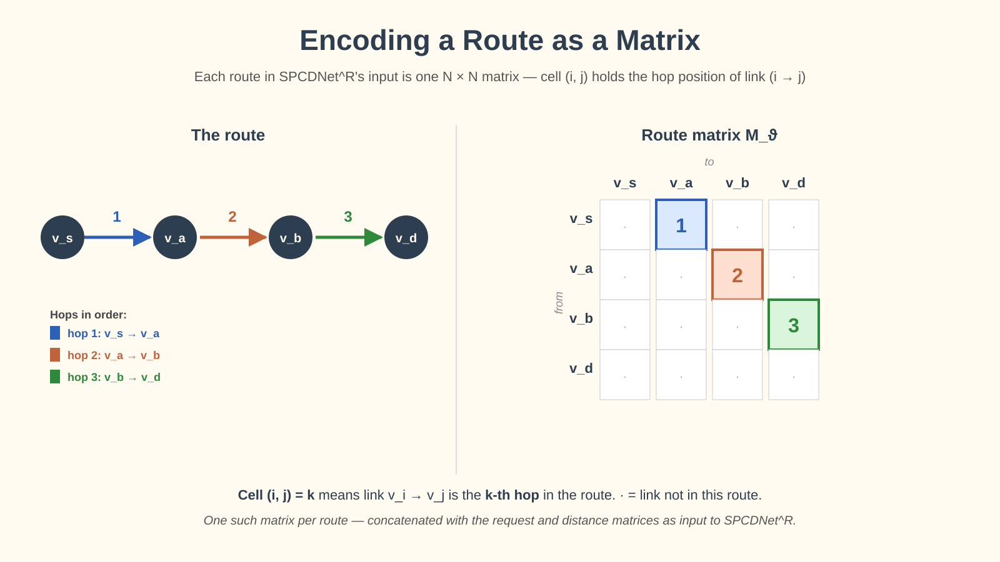 Encoding a Route as a Matrix
Each route in SPCDNet^R's input is one N × N matrix — cell (i, j) holds the hop position of link (i → j)
The route
1 2 3
v_s v_a v_b v_d
Hops in order:
hop 1: v_s → v_a
hop 2: v_a → v_b
hop 3: v_b → v_d
Route matrix M_ϑ
to
v_s v_a v_b v_d
from
v_s · 1 · ·
v_a · · 2 ·
v_b · · · 3
v_d · · · ·
Cell (i, j) = k means link v_i → v_j is the k-th hop in the route. · = link not in this route.
One such matrix per route — concatenated with the request and distance matrices as input to SPCDNet^R.